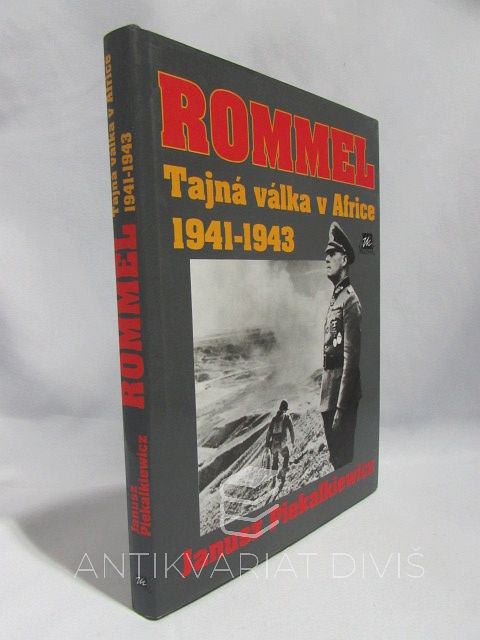 Tajná válka v Africe
1941-1943
ROMMEL
Janusz
Piekalkiewicz
ROMMEL
Tajná válka v Africe
1941-1943
Janusz Piekalkiewicz
ANTIKVARIAT DIVIŠ